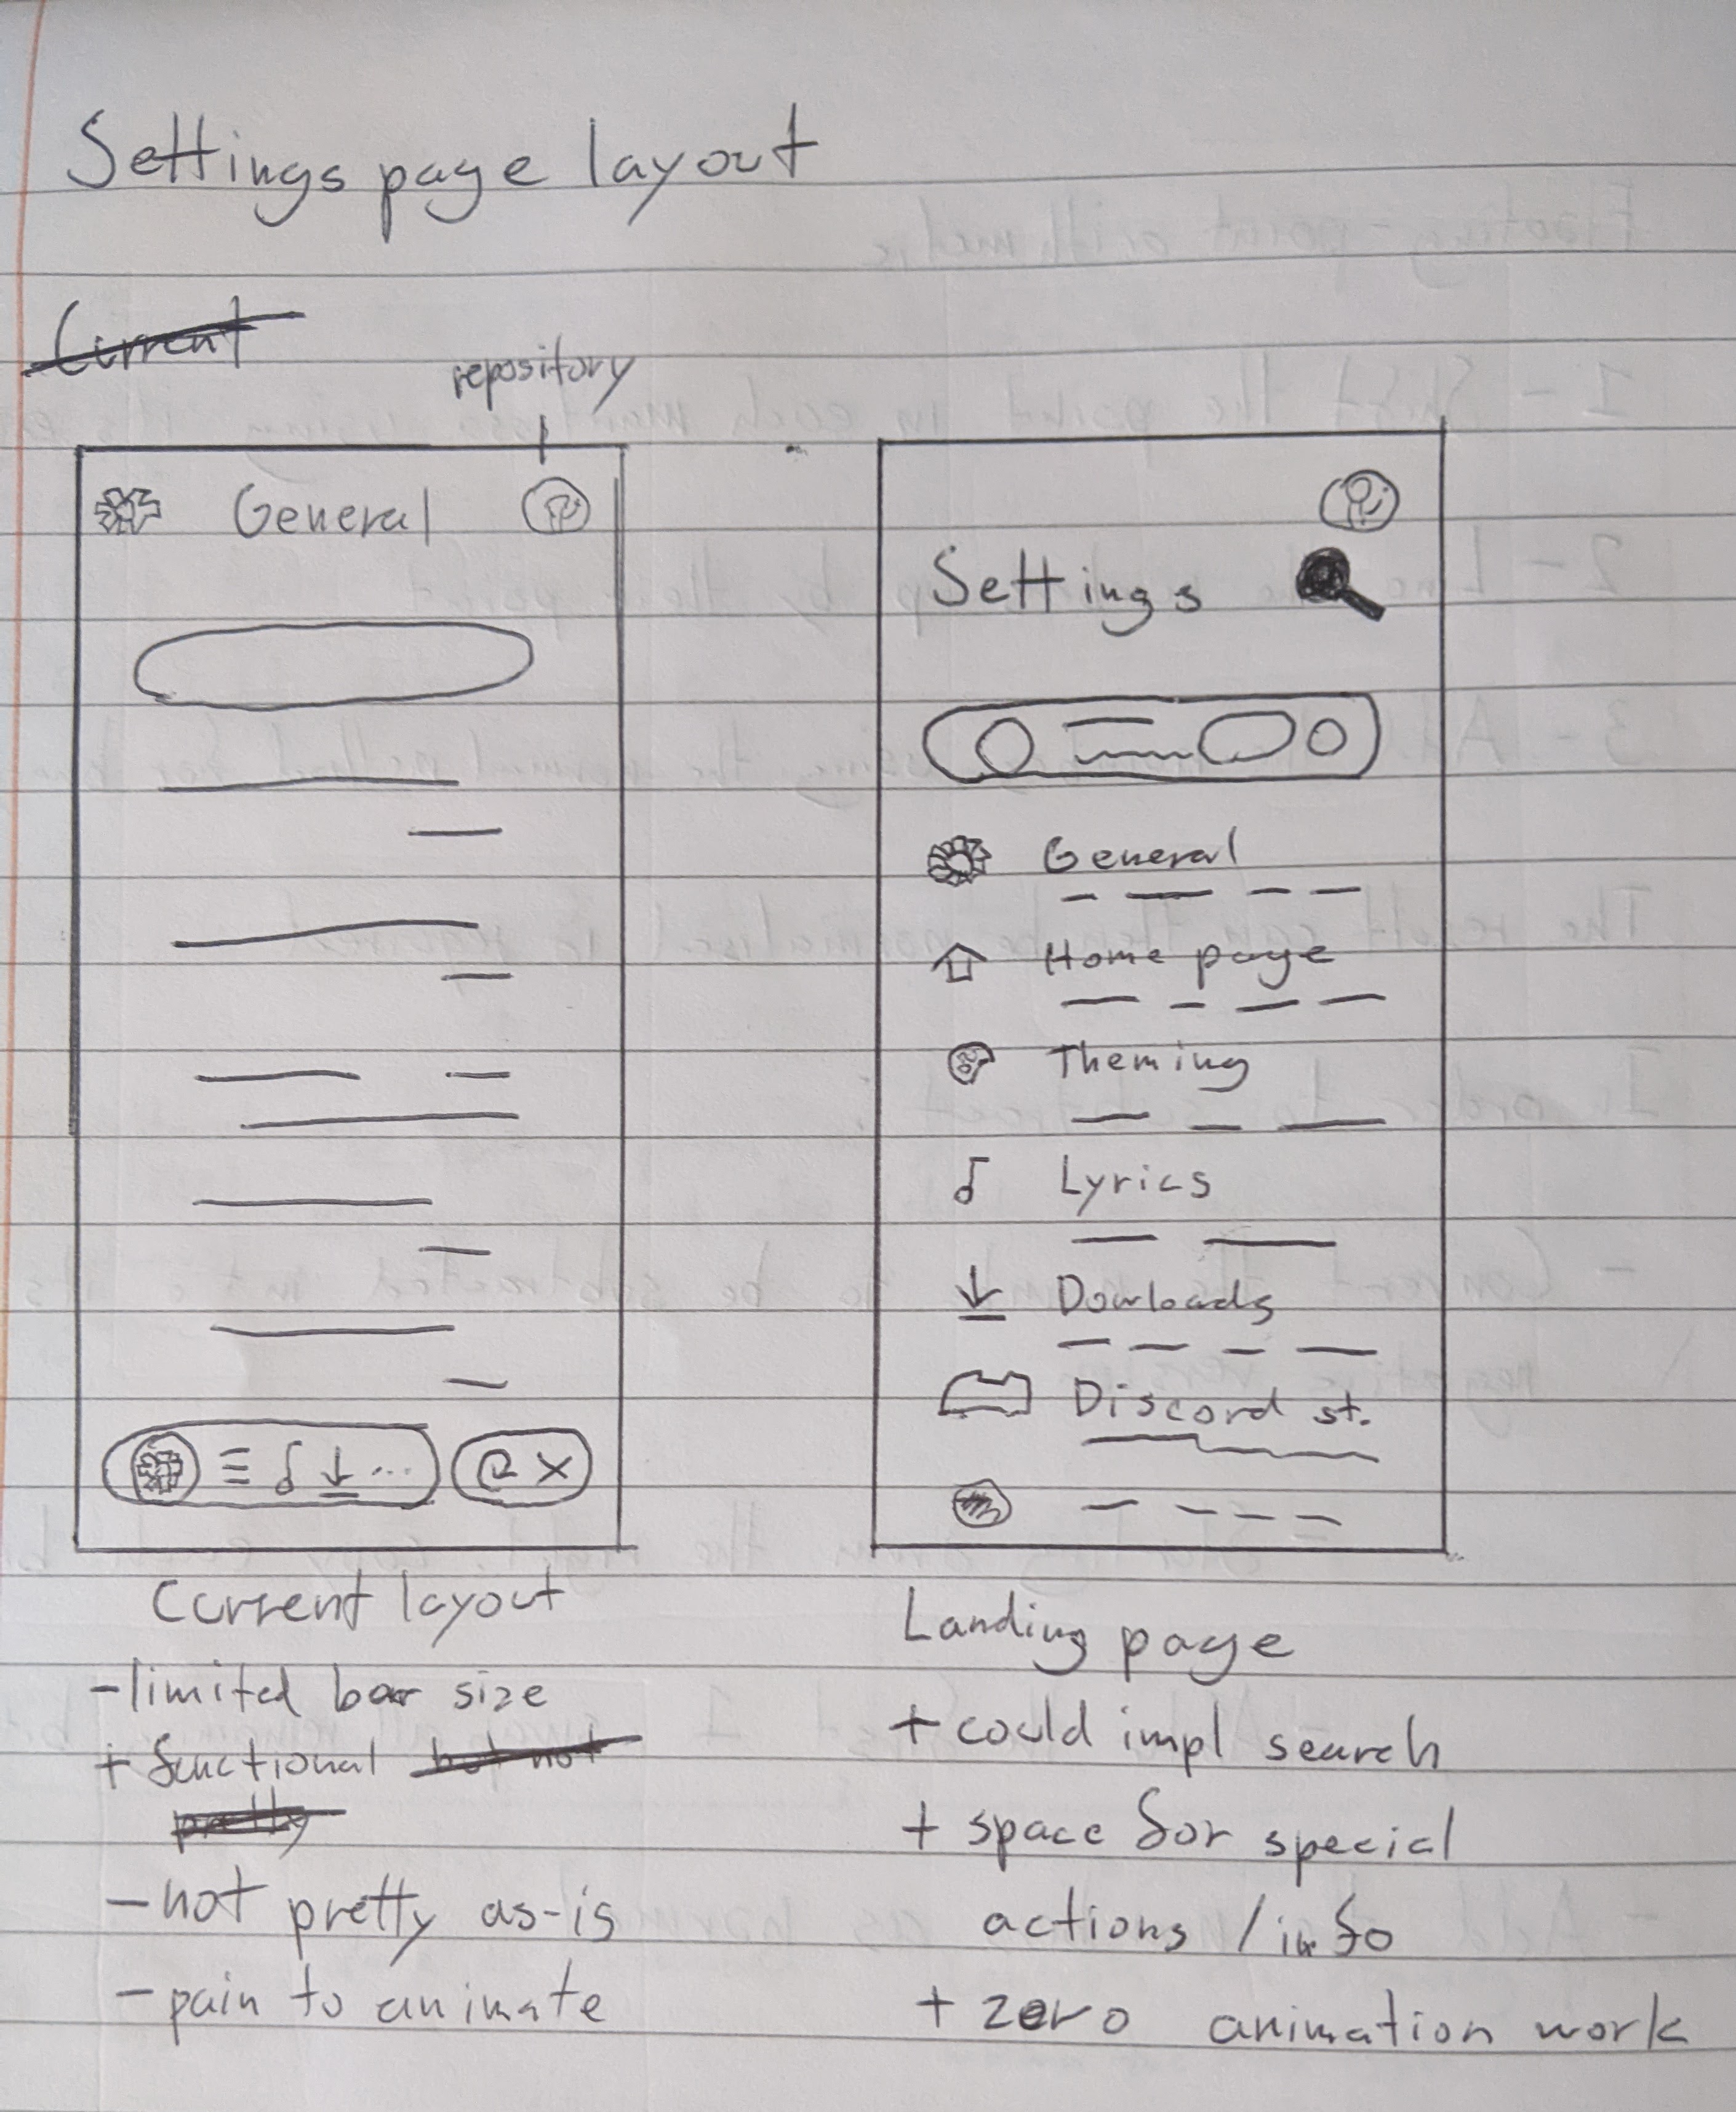 Settings page layout
Current
repository
General
Settings
General
Home page
Theming
Lyrics
Dowloads
Discord st.
Current layout
-limited bar size
+ functional but not
pretty
- not pretty as-is
- pain to animate
Landing page
+ could impl search
+ space for special
actions / info
+ zero animation work